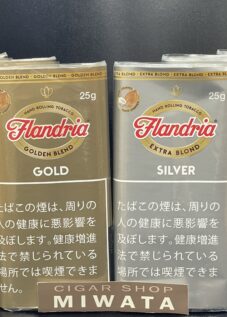 GOLDEN BLEND · GOLDEN BLEND
25g
HAND-ROLLING TOBACCO
Flandria
GOLDEN BLEND
GOLD
たばこの煙は、周りの
人の健康に悪影響を
及ぼします。健康増進
法で禁じられている
場所では喫煙できま
せん。
EXTRA BLOND · EXTRA BLOND
25g
HAND-ROLLING TOBACCO
Flandria
EXTRA BLOND
SILVER
たばこの煙は、周りの
人の健康に悪影響を
及ぼします。健康増進
法で禁じられている
場所では喫煙できま
せん。
CIGAR SHOP
MIWATA